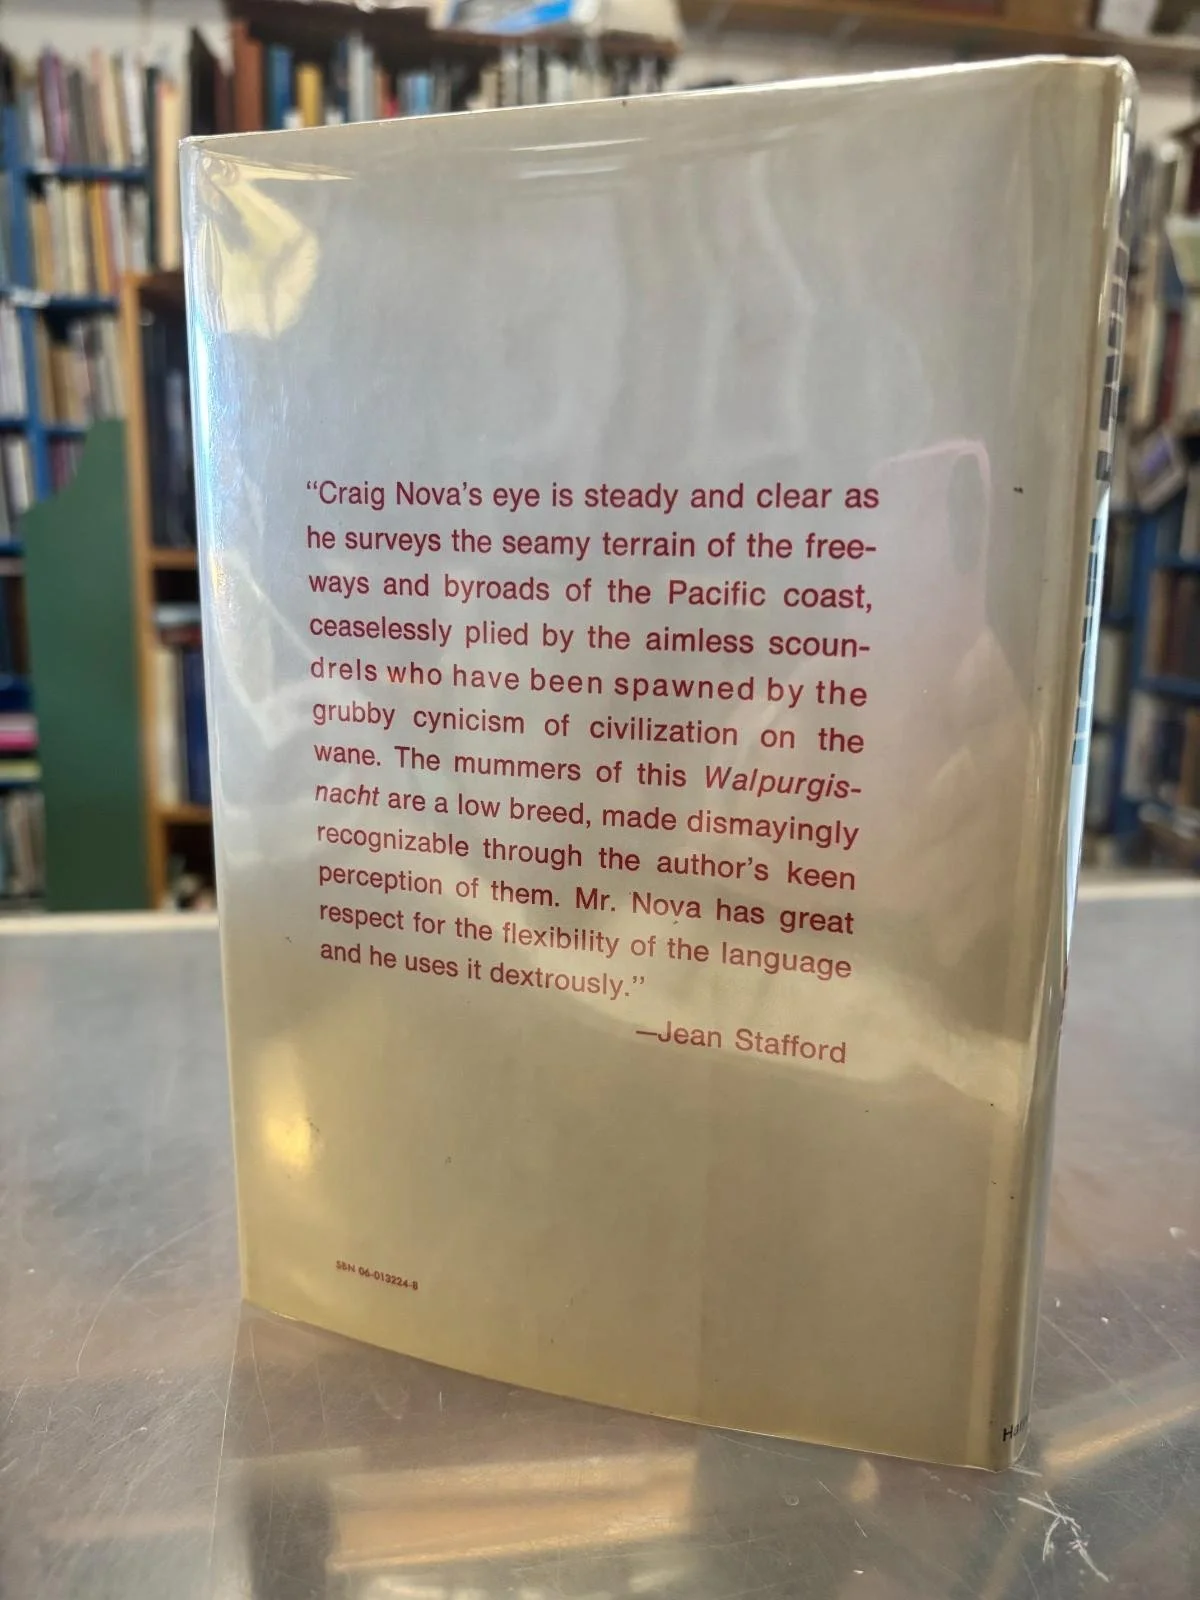 “Craig Nova’s eye is steady and clear as
he surveys the seamy terrain of the free-
ways and byroads of the Pacific coast,
ceaselessly plied by the aimless scoun-
drels who have been spawned by the
grubby cynicism of civilization on the
wane. The mummers of this Walpurgis-
nacht are a low breed, made dismayingly
recognizable through the author’s keen
perception of them. Mr. Nova has great
respect for the flexibility of the language
and he uses it dextrously.”
—Jean Stafford
SBN 06-013224-8